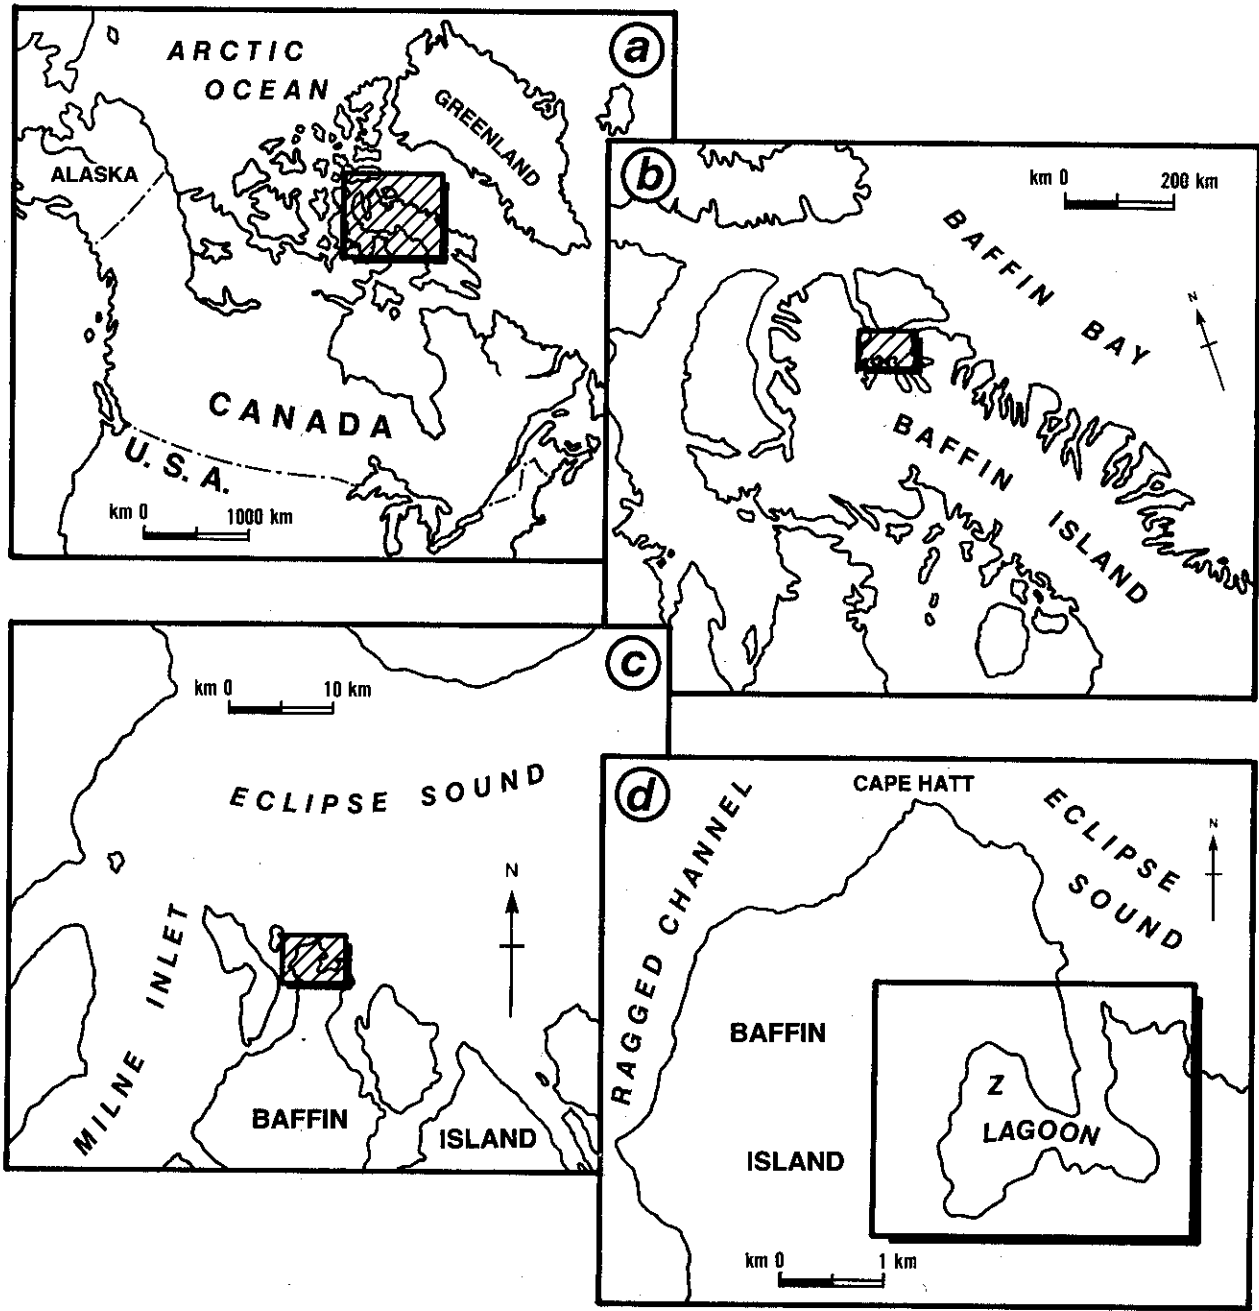 a
ARCTIC
OCEAN
GREENLAND
ALASKA
CANADA
U.S.A.
km 0 1000 km
b
km 0 200 km
BAFFIN BAY
N
BAFFIN
ISLAND
c
km 0 10 km
ECLIPSE SOUND
N
MILNE INLET
BAFFIN
ISLAND
d
CAPE HATT
RAGGED CHANNEL
ECLIPSE
SOUND
N
BAFFIN
ISLAND
Z
LAGOON
km 0 1 km